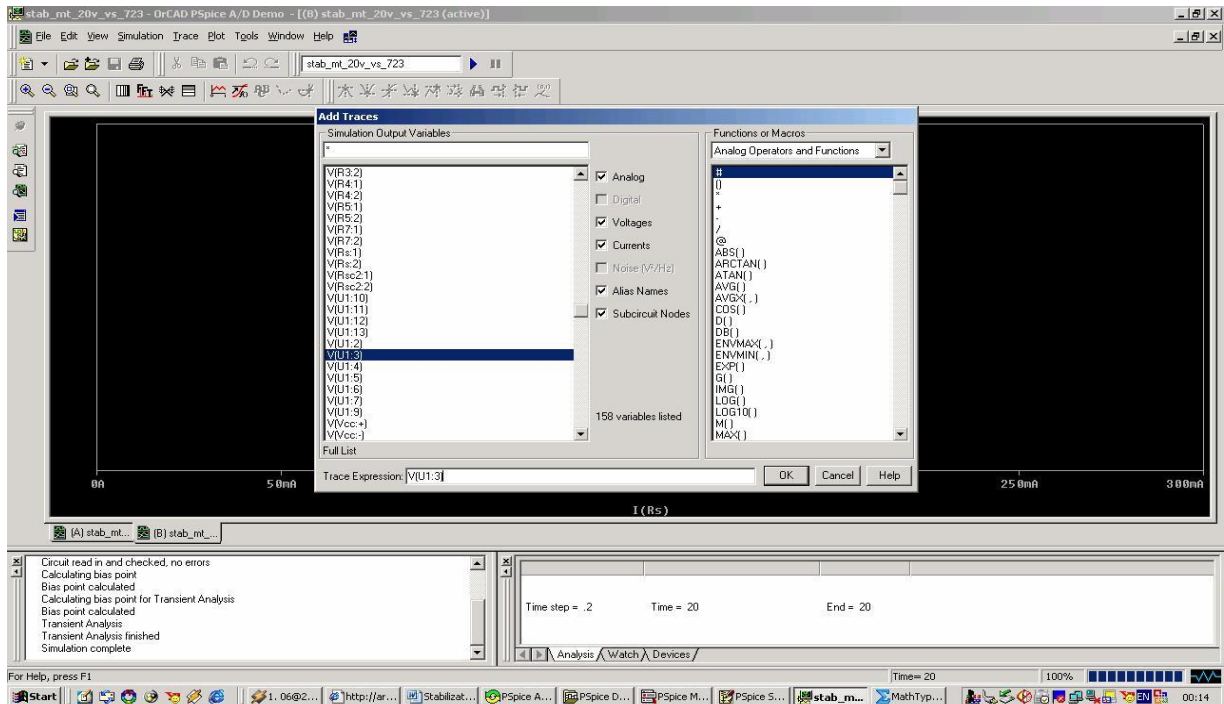 stab_mt_20v_vs_723 - OrCAD PSpice A/D Demo - [(B) stab_mt_20v_vs_723 (active)]
File Edit View Simulation Trace Plot Tools Window Help
stab_mt_20v_vs_723
Add Traces
Simulation Output Variables
*
V(R3:2)
V(R4:1)
V(R4:2)
V(R5:1)
V(R5:2)
V(R7:1)
V(R7:2)
V(Rs:1)
V(Rs:2)
V(Rsc2:1)
V(Rsc2:2)
V(U1:10)
V(U1:11)
V(U1:12)
V(U1:13)
V(U1:2)
V(U1:3)
V(U1:4)
V(U1:5)
V(U1:6)
V(U1:7)
V(U1:9)
V(Vcc:+)
V(Vcc:-)
Full List
Analog
Digital
Voltages
Currents
Noise (V²/Hz)
Alias Names
Subcircuit Nodes
158 variables listed
Functions or Macros
Analog Operators and Functions
#
()
*
+
-
/
@
ABS()
ARCTAN()
ATAN()
AVG()
AVGX(,)
COS()
D()
DB()
ENVMAX(,)
ENVMIN(,)
EXP()
G()
IMG()
LOG()
LOG10()
M()
MAX()
Trace Expression: V(U1:3)
OK Cancel Help
0A 50mA 250mA 300mA
I(Rs)
(A) stab_mt... (B) stab_mt_...
Circuit read in and checked, no errors
Calculating bias point
Bias point calculated
Calculating bias point for Transient Analysis
Bias point calculated
Transient Analysis
Transient Analysis finished
Simulation complete
Time step = .2 Time = 20 End = 20
Analysis Watch Devices
For Help, press F1
Time= 20 100%
Start 1. 06@2... http://ar... Stabilizat... PSpice A... PSpice D... PSpice M... PSpice S... stab_m... MathTyp... EN 00:14